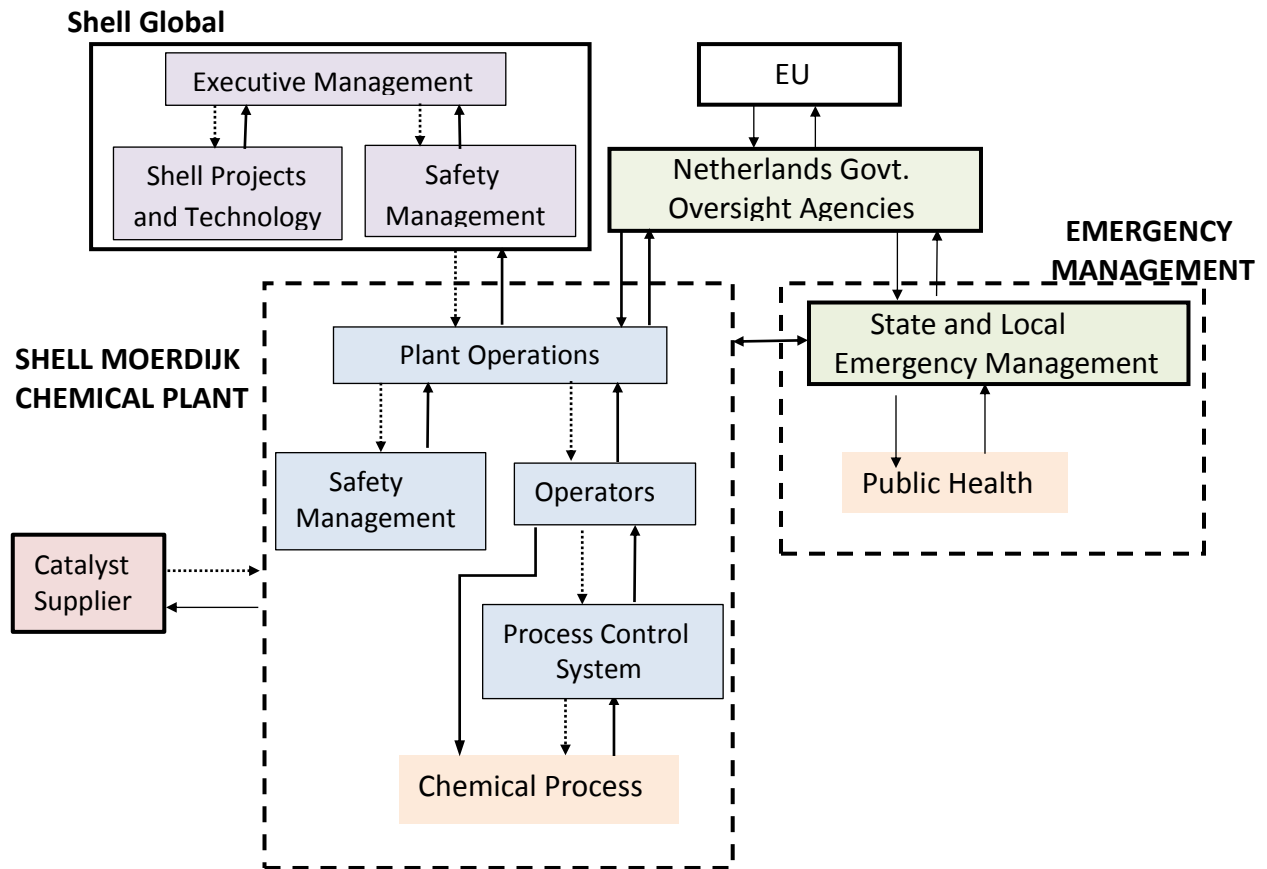 Shell Global
Executive Management
Shell Projects
and Technology
Safety
Management
EU
Netherlands Govt.
Oversight Agencies
EMERGENCY
MANAGEMENT
State and Local
Emergency Management
Public Health
SHELL MOERDIJK
CHEMICAL PLANT
Plant Operations
Safety
Management
Operators
Catalyst
Supplier
Process Control
System
Chemical Process